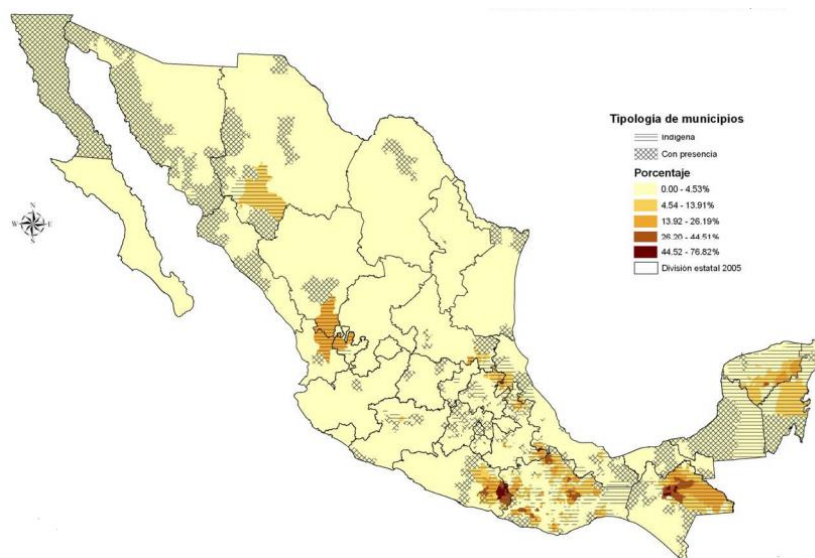 Tipología de municipios
Indígena
Con presencia
Porcentaje
0.00 - 4.53%
4.54 - 13.91%
13.92 - 26.19%
26.20 - 44.51%
44.52 - 76.82%
División estatal 2005
N
W
E
S